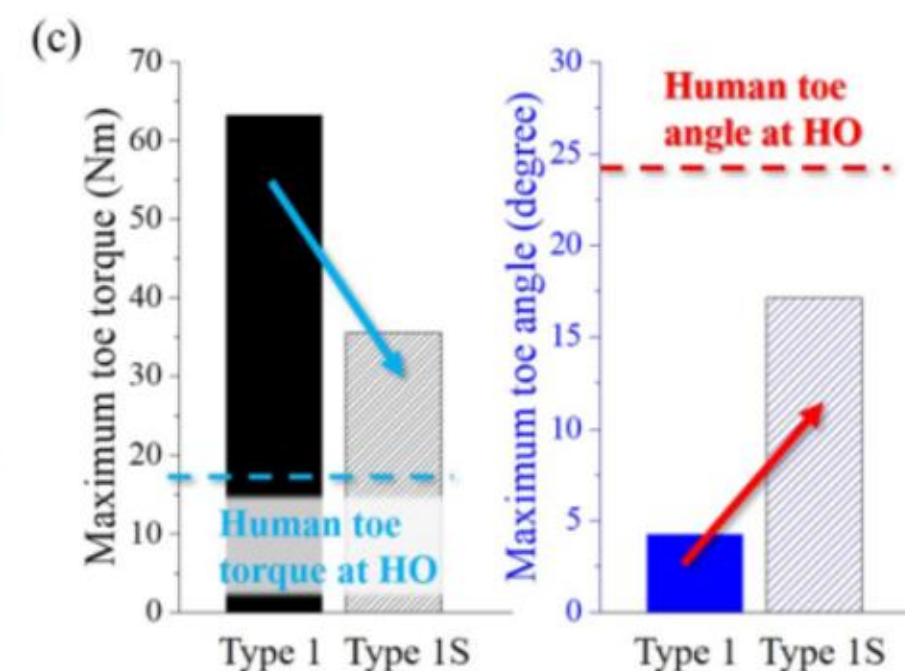 (c)
Maximum toe torque (Nm)
70
60
50
40
30
20
10
0
Human toe
torque at HO
Type 1 Type 1S
Maximum toe angle (degree)
30
25
20
15
10
5
0
Human toe
angle at HO
Type 1 Type 1S